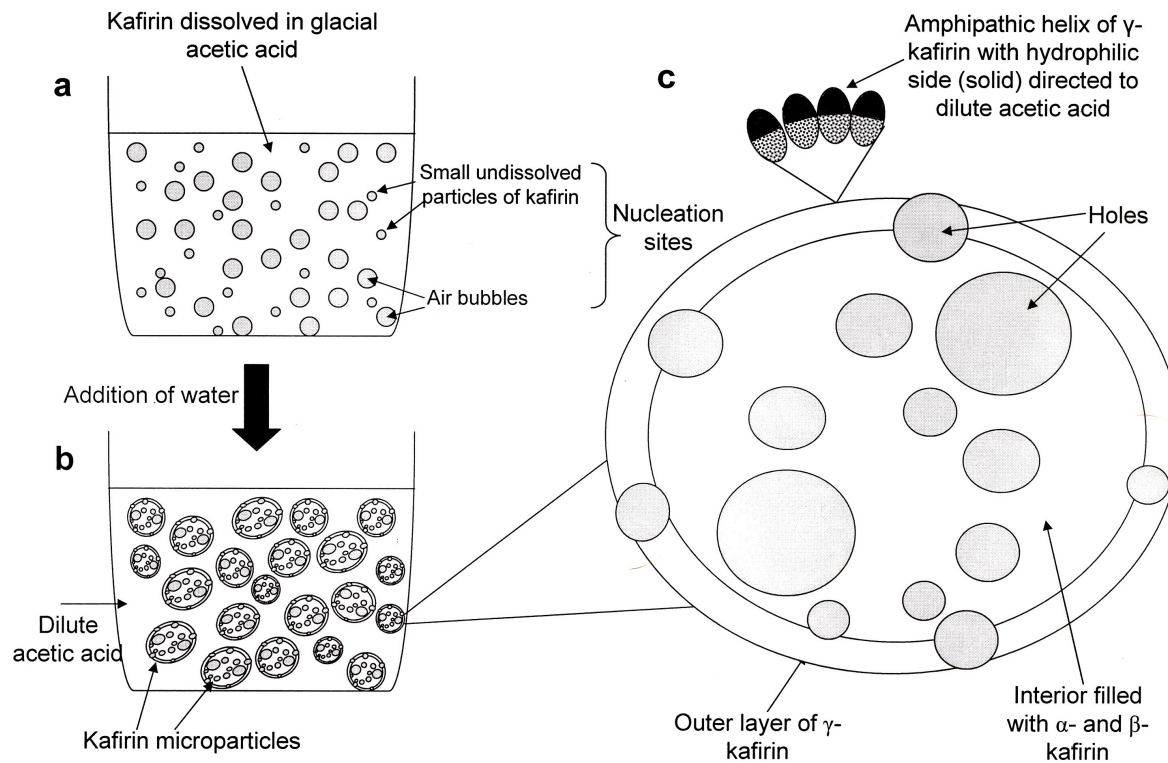 Kafirin dissolved in glacial
acetic acid
a
Small undissolved
particles of kafirin
Nucleation
sites
Air bubbles
Addition of water
b
Dilute
acetic acid
Kafirin microparticles
c
Amphipathic helix of γ-
kafirin with hydrophilic
side (solid) directed to
dilute acetic acid
Holes
Outer layer of γ-
kafirin
Interior filled
with α- and β-
kafirin